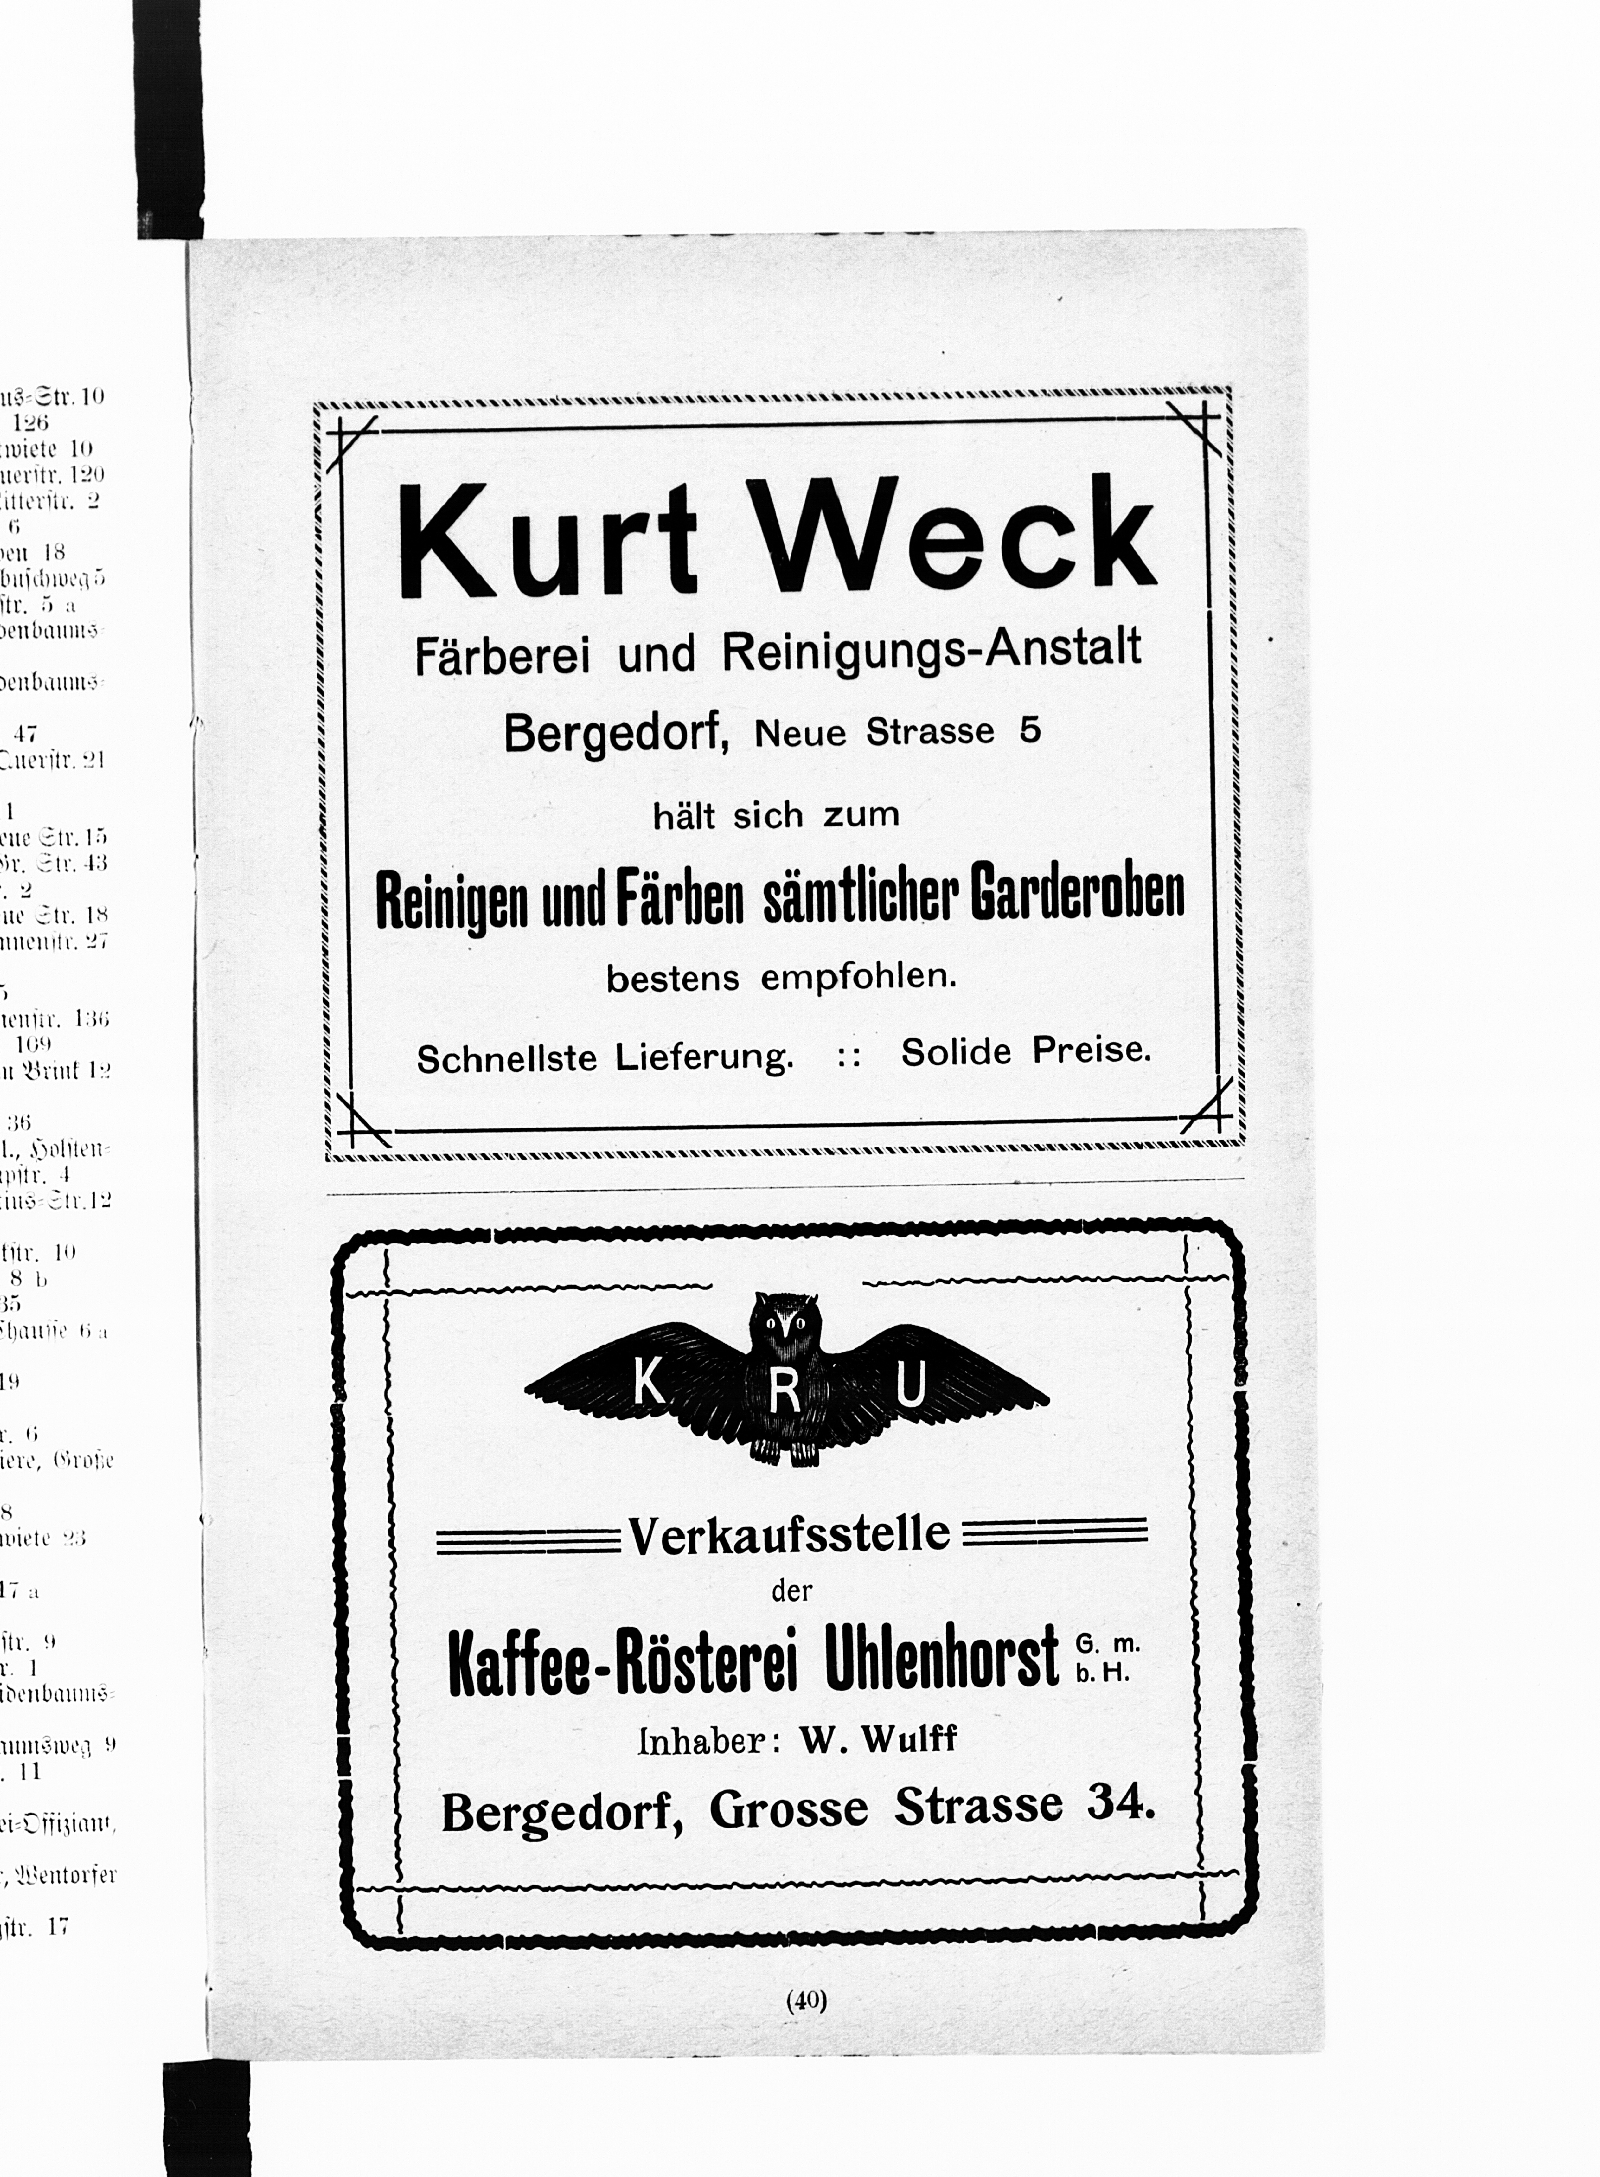 Kurt Weck
Färberei und Reinigungs-Anstalt
Bergedorf, Neue Strasse 5
hält sich zum
Reinigen und Färben sämtlicher Garderoben
bestens empfohlen.
Schnellste Lieferung. :: Solide Preise.
K R U
Verkaufsstelle
der
Kaffee-Rösterei Uhlenhorst G. m.
b. H.
Inhaber: W. Wulff
Bergedorf, Grosse Strasse 34.
(40)